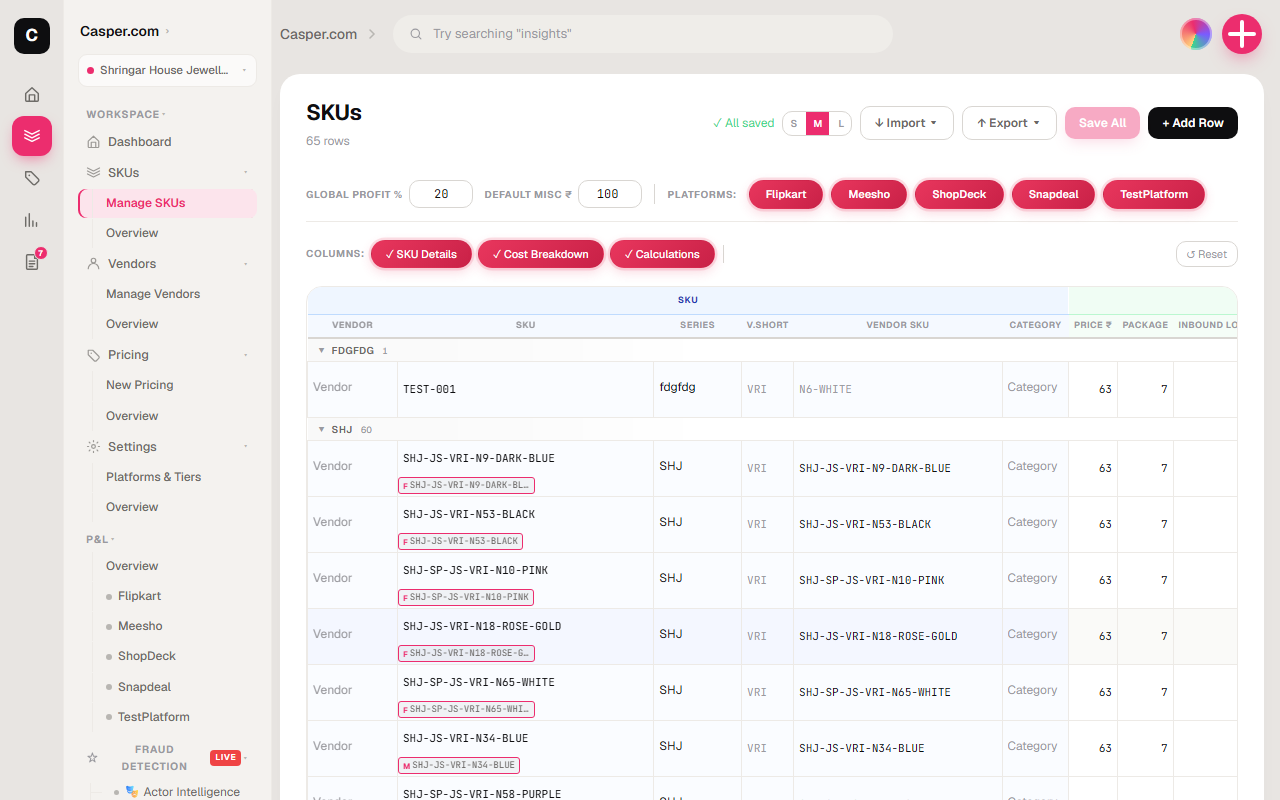 C
7
Casper.com ›
Shringar House Jewell…
WORKSPACE
Dashboard
SKUs
Manage SKUs
Overview
Vendors
Manage Vendors
Overview
Pricing
New Pricing
Overview
Settings
Platforms & Tiers
Overview
P&L
Overview
Flipkart
Meesho
ShopDeck
Snapdeal
TestPlatform
FRAUD DETECTION LIVE
Actor Intelligence
Casper.com
Try searching "insights"
SKUs
65 rows
✓ All saved
S M L
↓ Import
↑ Export
Save All
+ Add Row
GLOBAL PROFIT % 20 DEFAULT MISC ₹ 100 PLATFORMS: Flipkart Meesho ShopDeck Snapdeal TestPlatform
COLUMNS: ✓ SKU Details ✓ Cost Breakdown ✓ Calculations ↺ Reset
SKU
VENDOR SKU SERIES V.SHORT VENDOR SKU CATEGORY PRICE ₹ PACKAGE INBOUND LO
▼ FDGFDG 1
Vendor TEST-001 fdgfdg VRI N6-WHITE Category 63 7
▼ SHJ 60
Vendor SHJ-JS-VRI-N9-DARK-BLUE SHJ VRI SHJ-JS-VRI-N9-DARK-BLUE Category 63 7
F SHJ-JS-VRI-N9-DARK-BL…
Vendor SHJ-JS-VRI-N53-BLACK SHJ VRI SHJ-JS-VRI-N53-BLACK Category 63 7
F SHJ-JS-VRI-N53-BLACK
Vendor SHJ-SP-JS-VRI-N10-PINK SHJ VRI SHJ-SP-JS-VRI-N10-PINK Category 63 7
F SHJ-SP-JS-VRI-N10-PINK
Vendor SHJ-JS-VRI-N18-ROSE-GOLD SHJ VRI SHJ-JS-VRI-N18-ROSE-GOLD Category 63 7
F SHJ-JS-VRI-N18-ROSE-G…
Vendor SHJ-SP-JS-VRI-N65-WHITE SHJ VRI SHJ-SP-JS-VRI-N65-WHITE Category 63 7
F SHJ-SP-JS-VRI-N65-WHI…
Vendor SHJ-JS-VRI-N34-BLUE SHJ VRI SHJ-JS-VRI-N34-BLUE Category 63 7
M SHJ-JS-VRI-N34-BLUE
SHJ-SP-JS-VRI-N58-PURPLE